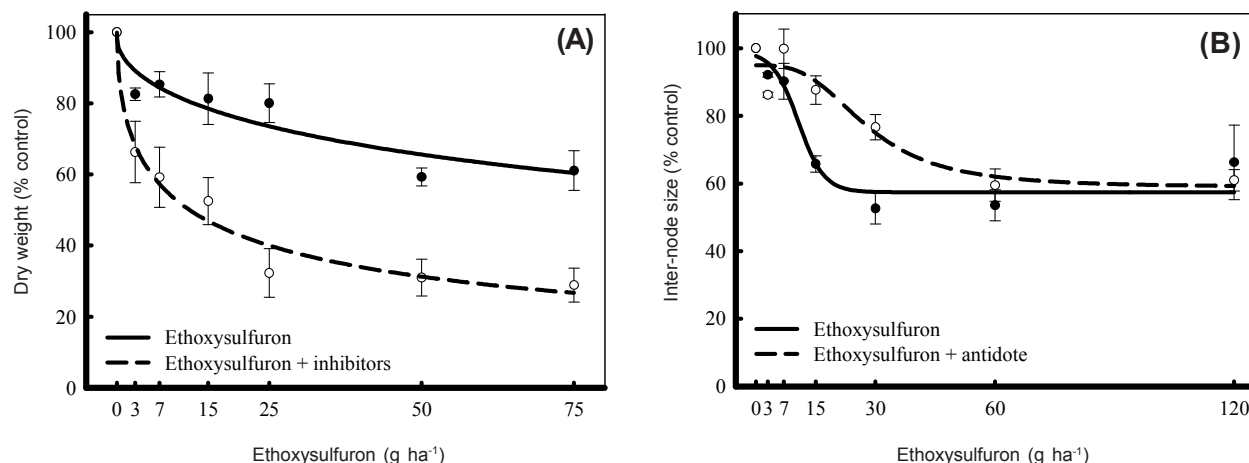 (A)
Dry weight (% control)
100
80
60
40
20
0
Ethoxysulfuron
Ethoxysulfuron + inhibitors
0 3 7 15 25 50 75
Ethoxysulfuron (g ha⁻¹)
(B)
Inter-node size (% control)
100
80
60
40
20
0
Ethoxysulfuron
Ethoxysulfuron + antidote
0 3 7 15 30 60 120
Ethoxysulfuron (g ha⁻¹)